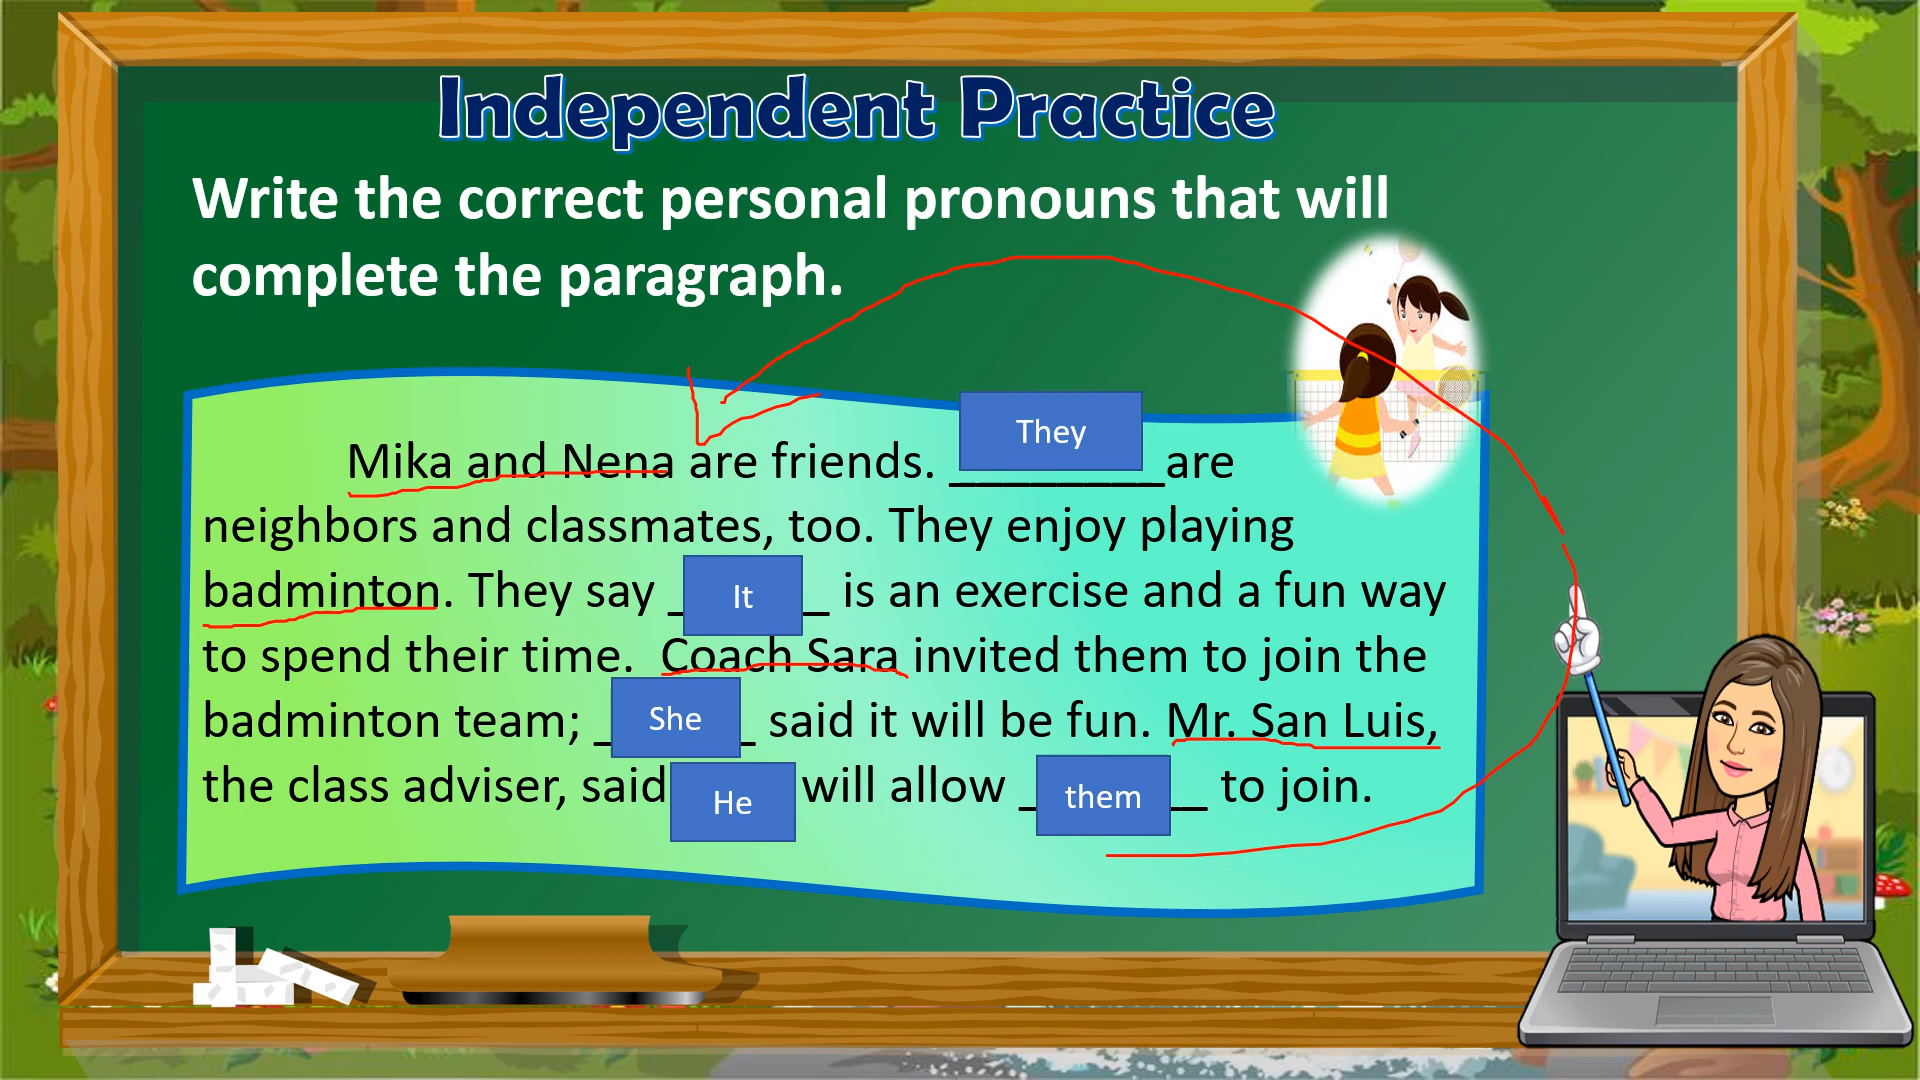 Independent Practice
Write the correct personal pronouns that will
complete the paragraph.
Mika and Nena are friends. They are
neighbors and classmates, too. They enjoy playing
badminton. They say It is an exercise and a fun way
to spend their time. Coach Sara invited them to join the
badminton team; She said it will be fun. Mr. San Luis,
the class adviser, said He will allow them to join.